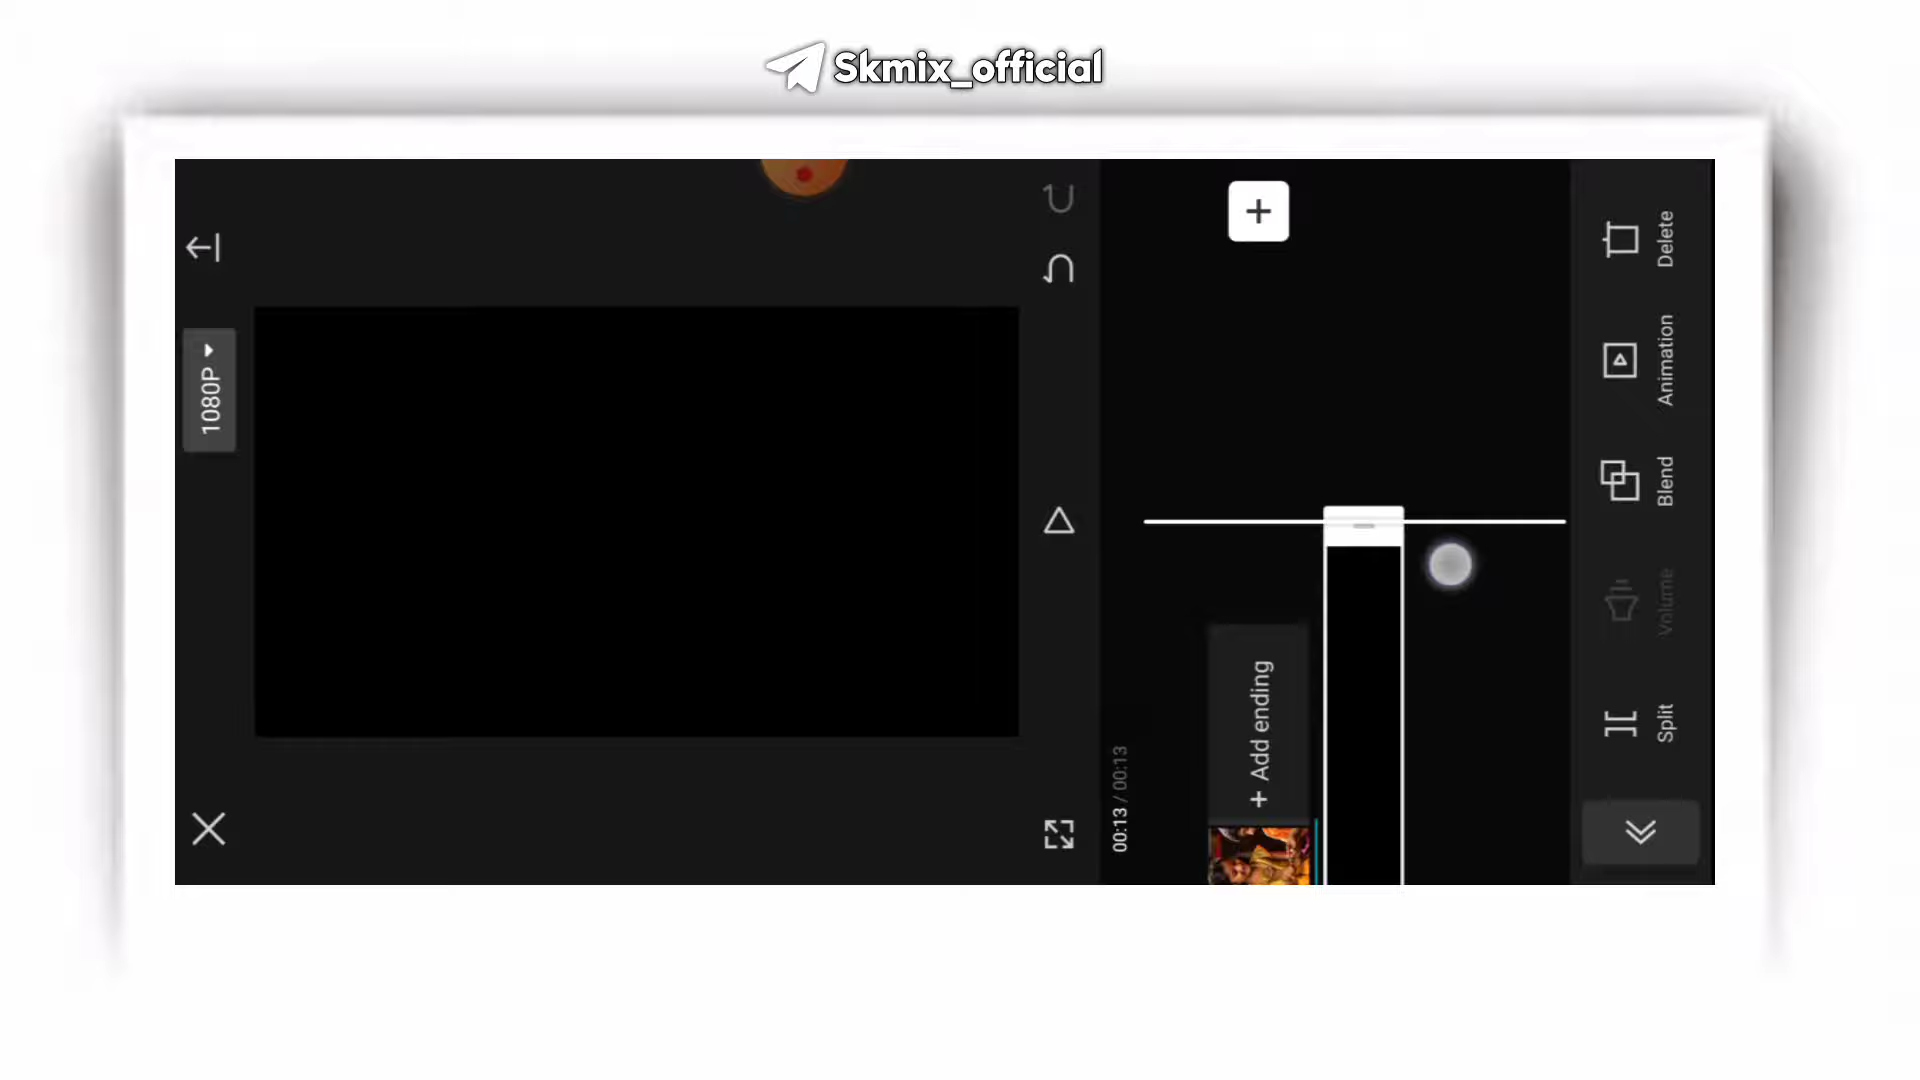 Skmix_official
1080P
00:13 / 00:13
+ Add ending
Split
Volume
Blend
Animation
Delete